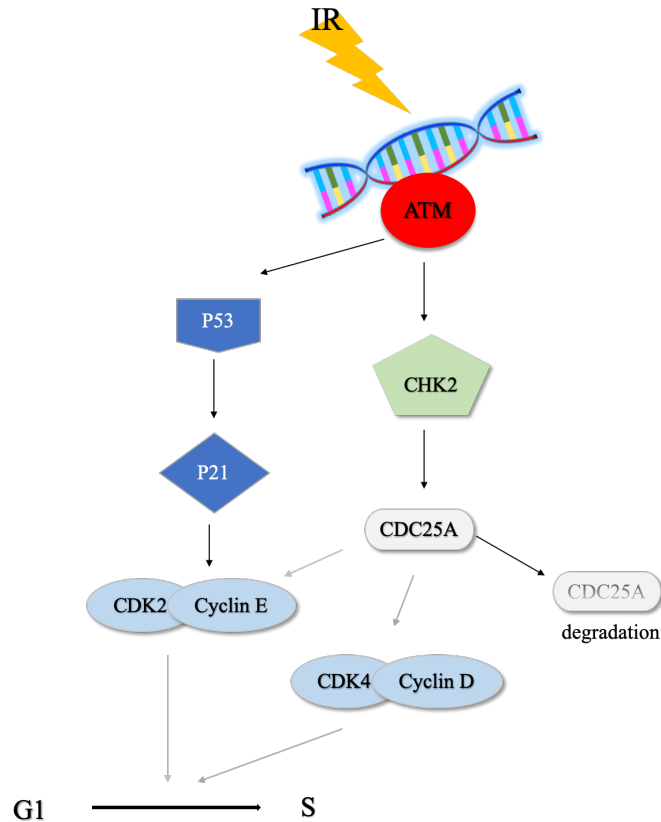 IR
ATM
P53
CHK2
P21
CDC25A
CDK2
Cyclin E
CDC25A
degradation
CDK4
Cyclin D
G1
S